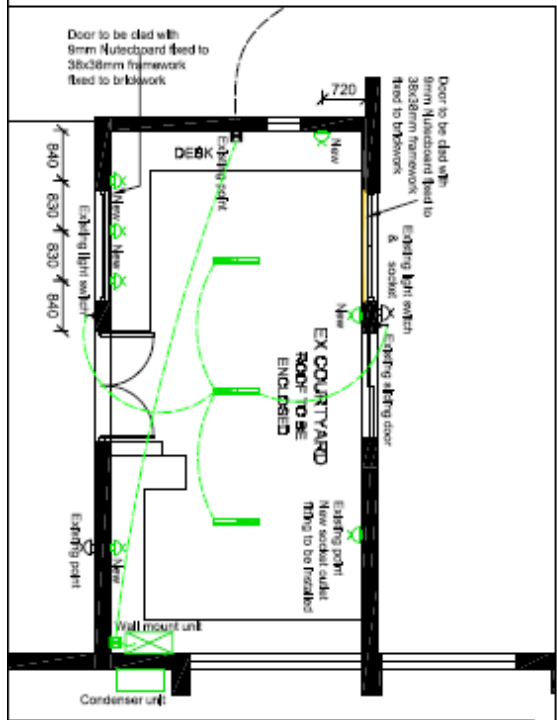 Door to be clad with
9mm Nutecboard fixed to
38x38mm framework
fixed to brickwork
Door to be clad with
9mm Nutecboard fixed to
38x38mm framework
fixed to brickwork
720
New
DESK
Existing point
840
830
830
840
New
New
Existing light switch
Existing light switch
& socket
New
Existing sliding door
EX COURTYARD
ROOF TO BE
ENCLOSED
Existing point
New socket outlet
fitting to be installed
New
Existing point
Wall mount unit
Condenser unit